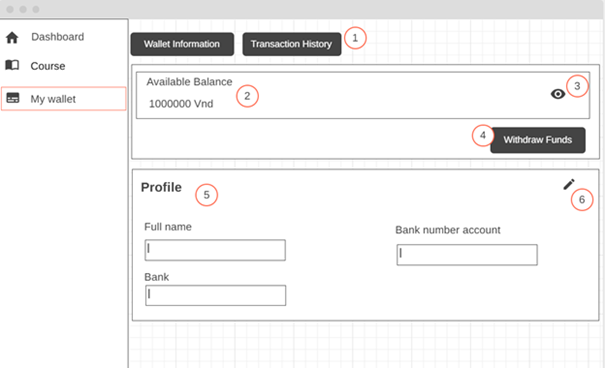 Dashboard
Course
My wallet
Wallet Information
Transaction History
1
Available Balance
1000000 Vnd
2
3
4
Withdraw Funds
Profile
5
6
Full name
Bank number account
Bank